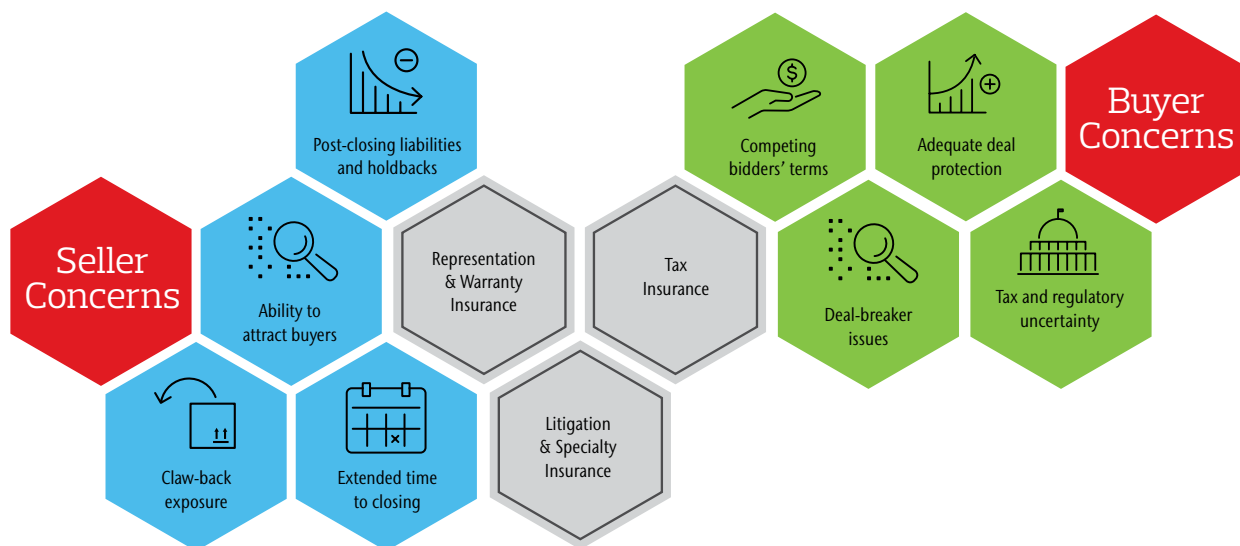 Seller
Concerns
Post-closing liabilities
and holdbacks
Ability to
attract buyers
Claw-back
exposure
Extended time
to closing
Representation
& Warranty
Insurance
Tax
Insurance
Litigation
& Specialty
Insurance
$
Competing
bidders’ terms
Adequate deal
protection
Buyer
Concerns
Deal-breaker
issues
Tax and regulatory
uncertainty